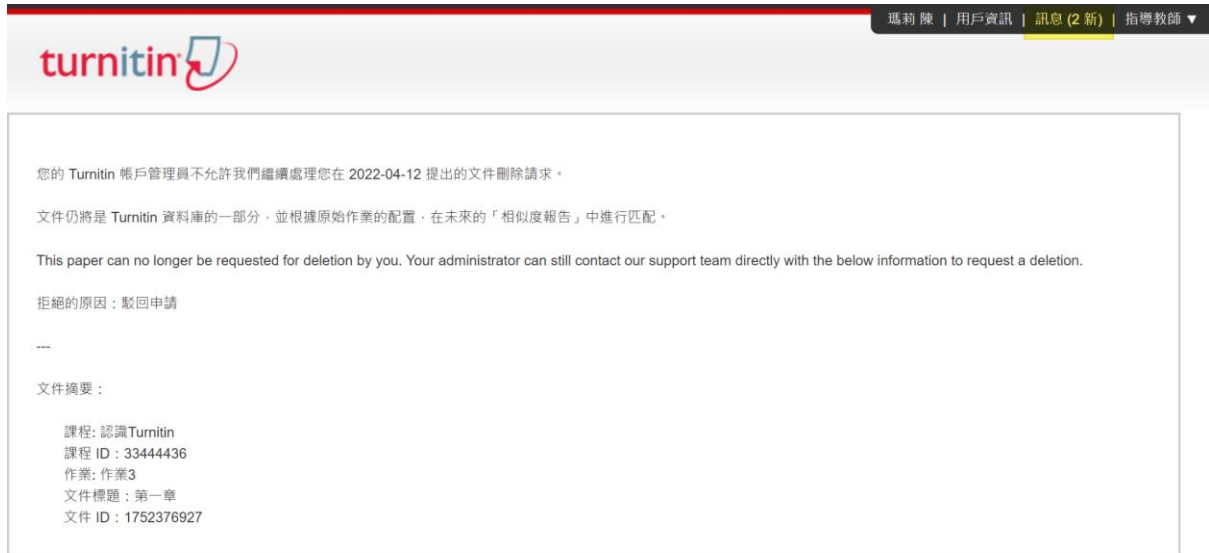 瑪莉 陳 | 用戶資訊 | 訊息 (2 新) | 指導教師 ▼
turnitin
您的 Turnitin 帳戶管理員不允許我們繼續處理您在 2022-04-12 提出的文件刪除請求。
文件仍將是 Turnitin 資料庫的一部分，並根據原始作業的配置，在未來的「相似度報告」中進行匹配。
This paper can no longer be requested for deletion by you. Your administrator can still contact our support team directly with the below information to request a deletion.
拒絕的原因：駁回申請
---
文件摘要：
課程: 認識Turnitin
課程 ID：33444436
作業: 作業3
文件標題：第一章
文件 ID：1752376927